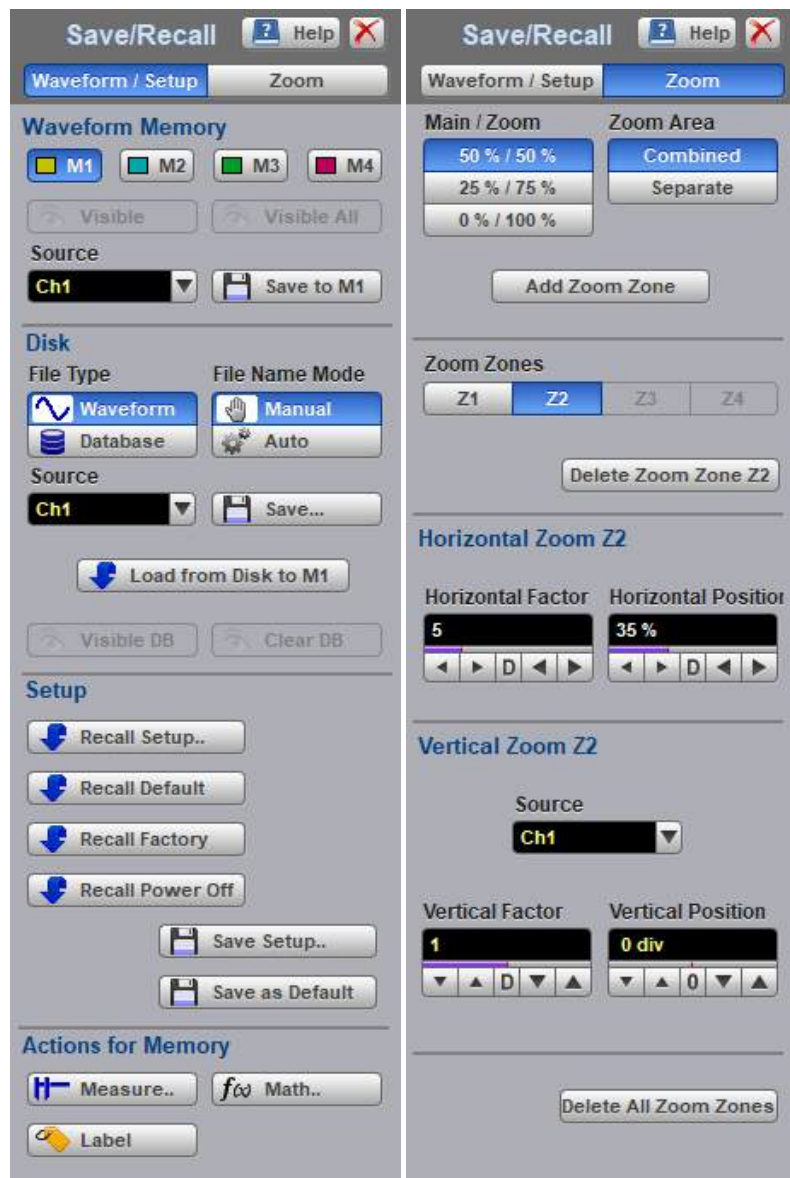 Save/Recall
Help
Waveform / Setup
Zoom
Waveform Memory
M1
M2
M3
M4
Visible
Visible All
Source
Ch1
Save to M1
Disk
File Type
File Name Mode
Waveform
Manual
Database
Auto
Source
Ch1
Save...
Load from Disk to M1
Visible DB
Clear DB
Setup
Recall Setup..
Recall Default
Recall Factory
Recall Power Off
Save Setup..
Save as Default
Actions for Memory
Measure..
f(x) Math..
Label
Save/Recall
Help
Waveform / Setup
Zoom
Main / Zoom
Zoom Area
50 % / 50 %
Combined
25 % / 75 %
Separate
0 % / 100 %
Add Zoom Zone
Zoom Zones
Z1
Z2
Z3
Z4
Delete Zoom Zone Z2
Horizontal Zoom Z2
Horizontal Factor
Horizontal Position
5
35 %
D
D
Vertical Zoom Z2
Source
Ch1
Vertical Factor
Vertical Position
1
0 div
D
0
Delete All Zoom Zones